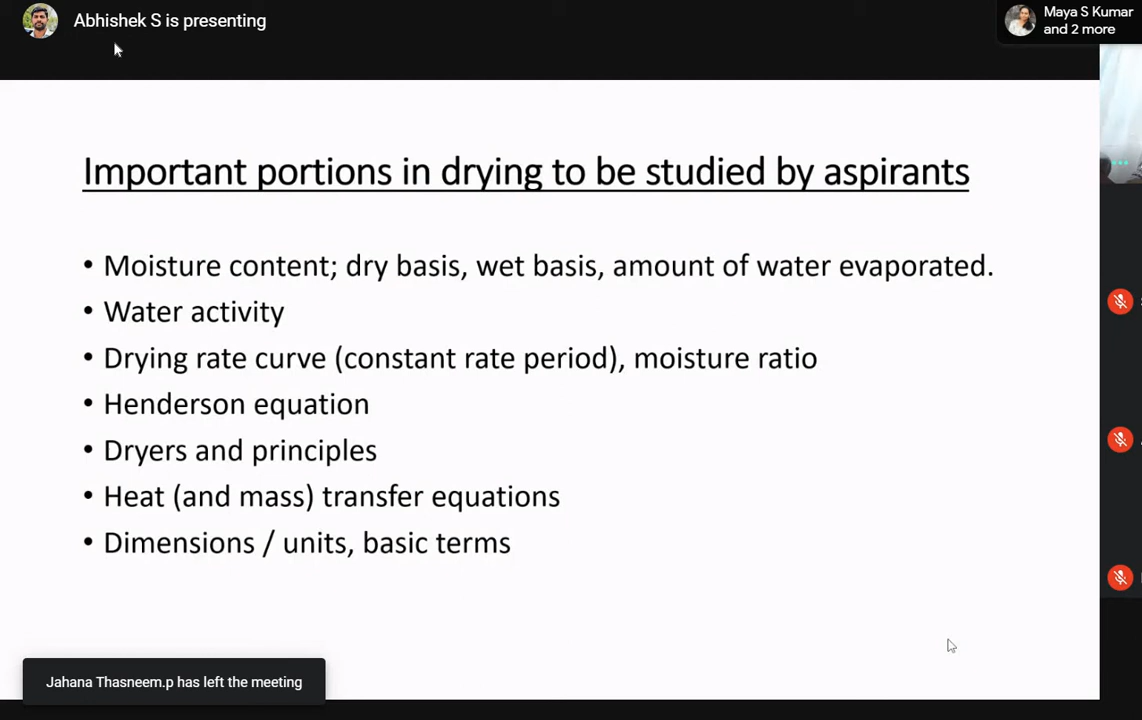 Abhishek S is presenting
Maya S Kumar
and 2 more
Important portions in drying to be studied by aspirants
• Moisture content; dry basis, wet basis, amount of water evaporated.
• Water activity
• Drying rate curve (constant rate period), moisture ratio
• Henderson equation
• Dryers and principles
• Heat (and mass) transfer equations
• Dimensions / units, basic terms
Jahana Thasneem.p has left the meeting